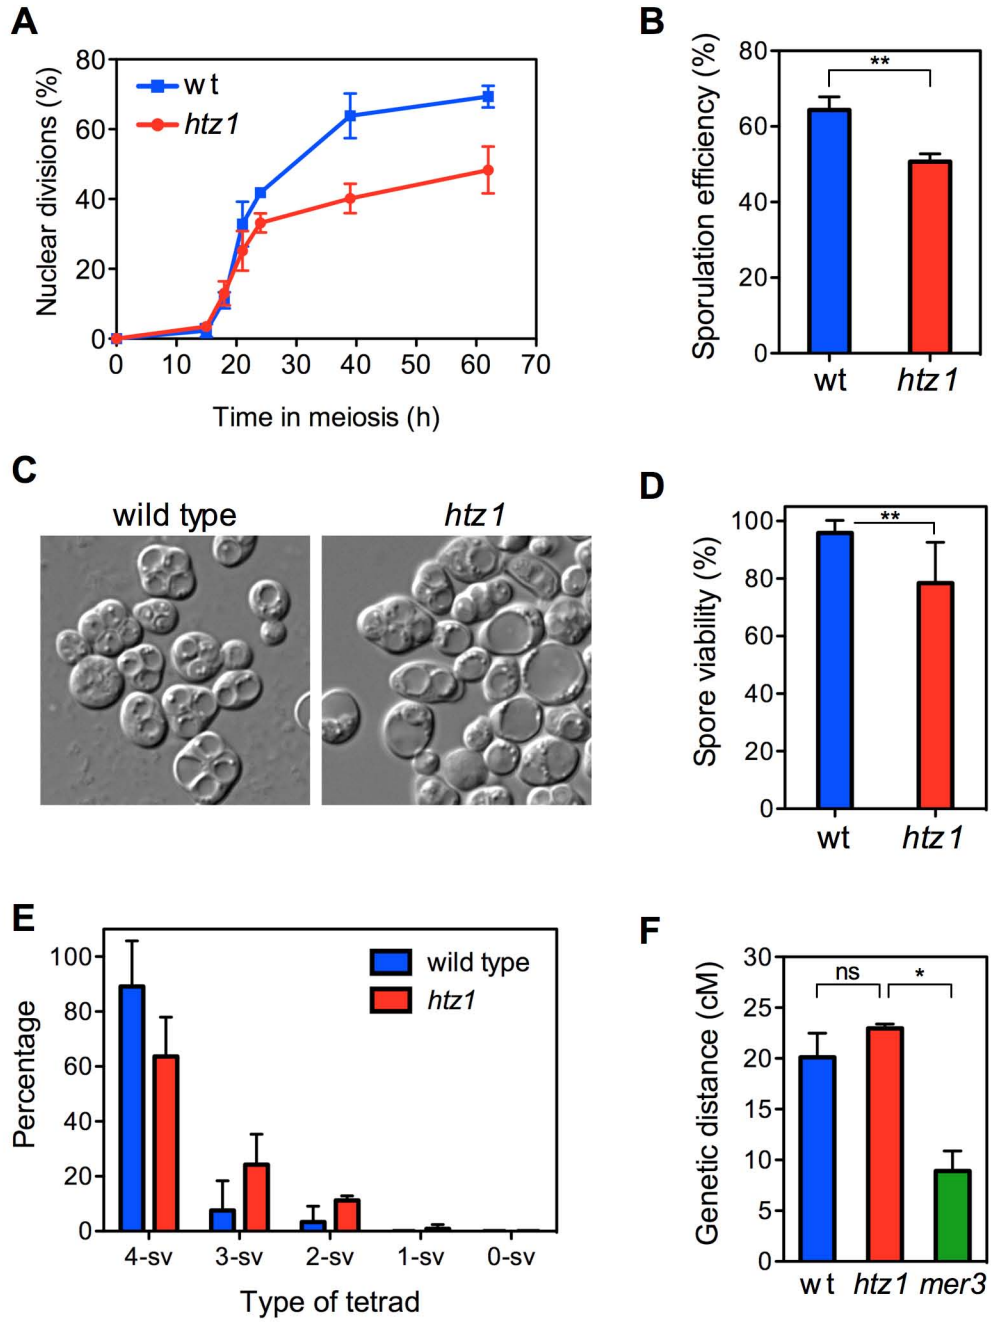 A
Nuclear divisions (%)
80
60
40
20
0
wt
htz1
0 10 20 30 40 50 60 70
Time in meiosis (h)
B
Sporulation efficiency (%)
80
60
40
20
0
**
wt htz1
C
wild type htz1
D
Spore viability (%)
100
80
60
40
20
0
**
wt htz1
E
Percentage
100
80
60
40
20
0
wild type
htz1
4-sv 3-sv 2-sv 1-sv 0-sv
Type of tetrad
F
Genetic distance (cM)
30
25
20
15
10
5
0
ns *
wt htz1 mer3